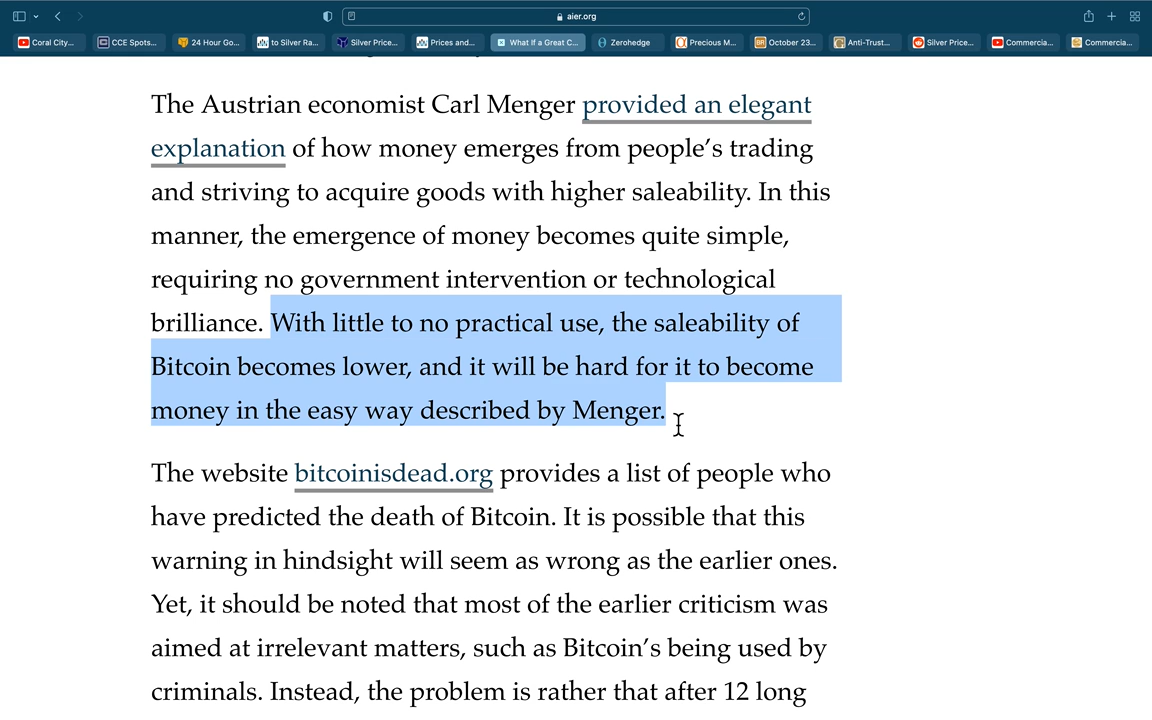 aier.org
Coral City...
CCE Spots...
24 Hour Go...
to Silver Ra...
Silver Price...
Prices and...
What If a Great C...
Zerohedge
Precious M...
October 23...
Anti-Trust...
Silver Price...
Commercia...
Commercia...
The Austrian economist Carl Menger provided an elegant
explanation of how money emerges from people’s trading
and striving to acquire goods with higher saleability. In this
manner, the emergence of money becomes quite simple,
requiring no government intervention or technological
brilliance. With little to no practical use, the saleability of
Bitcoin becomes lower, and it will be hard for it to become
money in the easy way described by Menger.
The website bitcoinisdead.org provides a list of people who
have predicted the death of Bitcoin. It is possible that this
warning in hindsight will seem as wrong as the earlier ones.
Yet, it should be noted that most of the earlier criticism was
aimed at irrelevant matters, such as Bitcoin’s being used by
criminals. Instead, the problem is rather that after 12 long